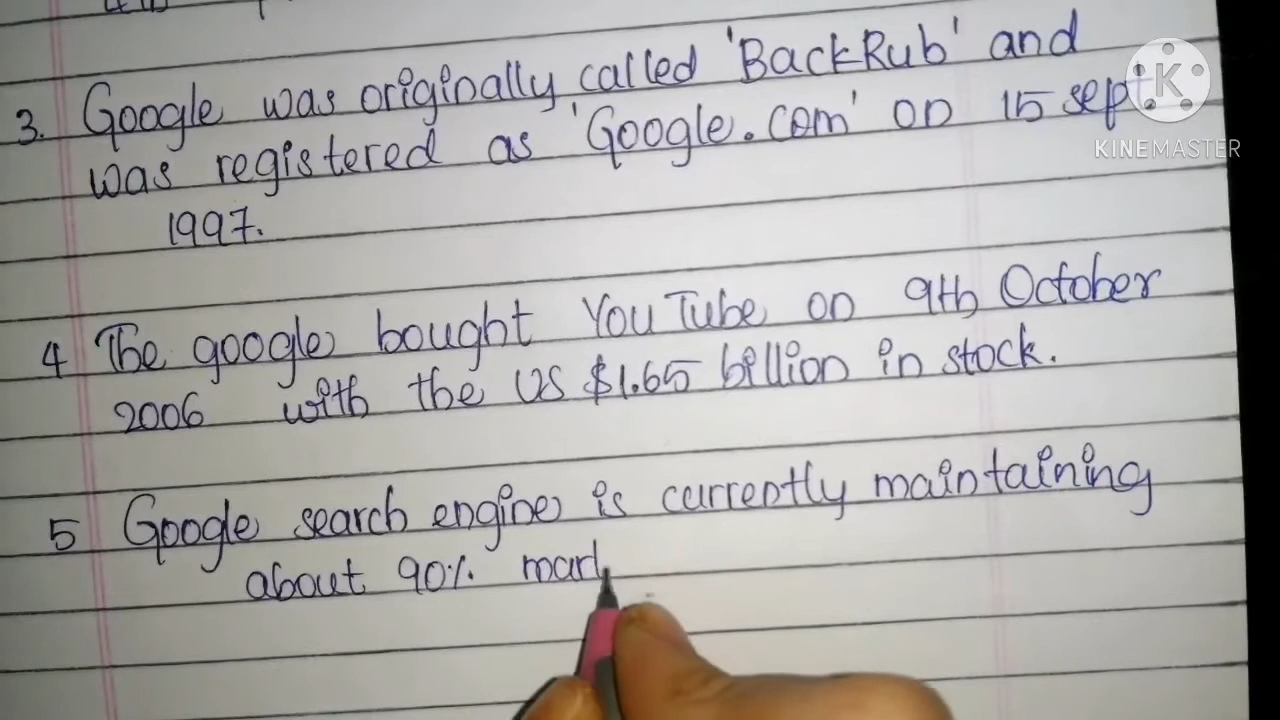 3. Google was originally called 'BackRub' and
was registered as 'Google.com' on 15 sept.
1997.
4 The google bought YouTube on 9th October
2006 with the US $1.65 billion in stock.
5 Google search engine is currently maintaining
about 90% mark
K
KINEMASTER